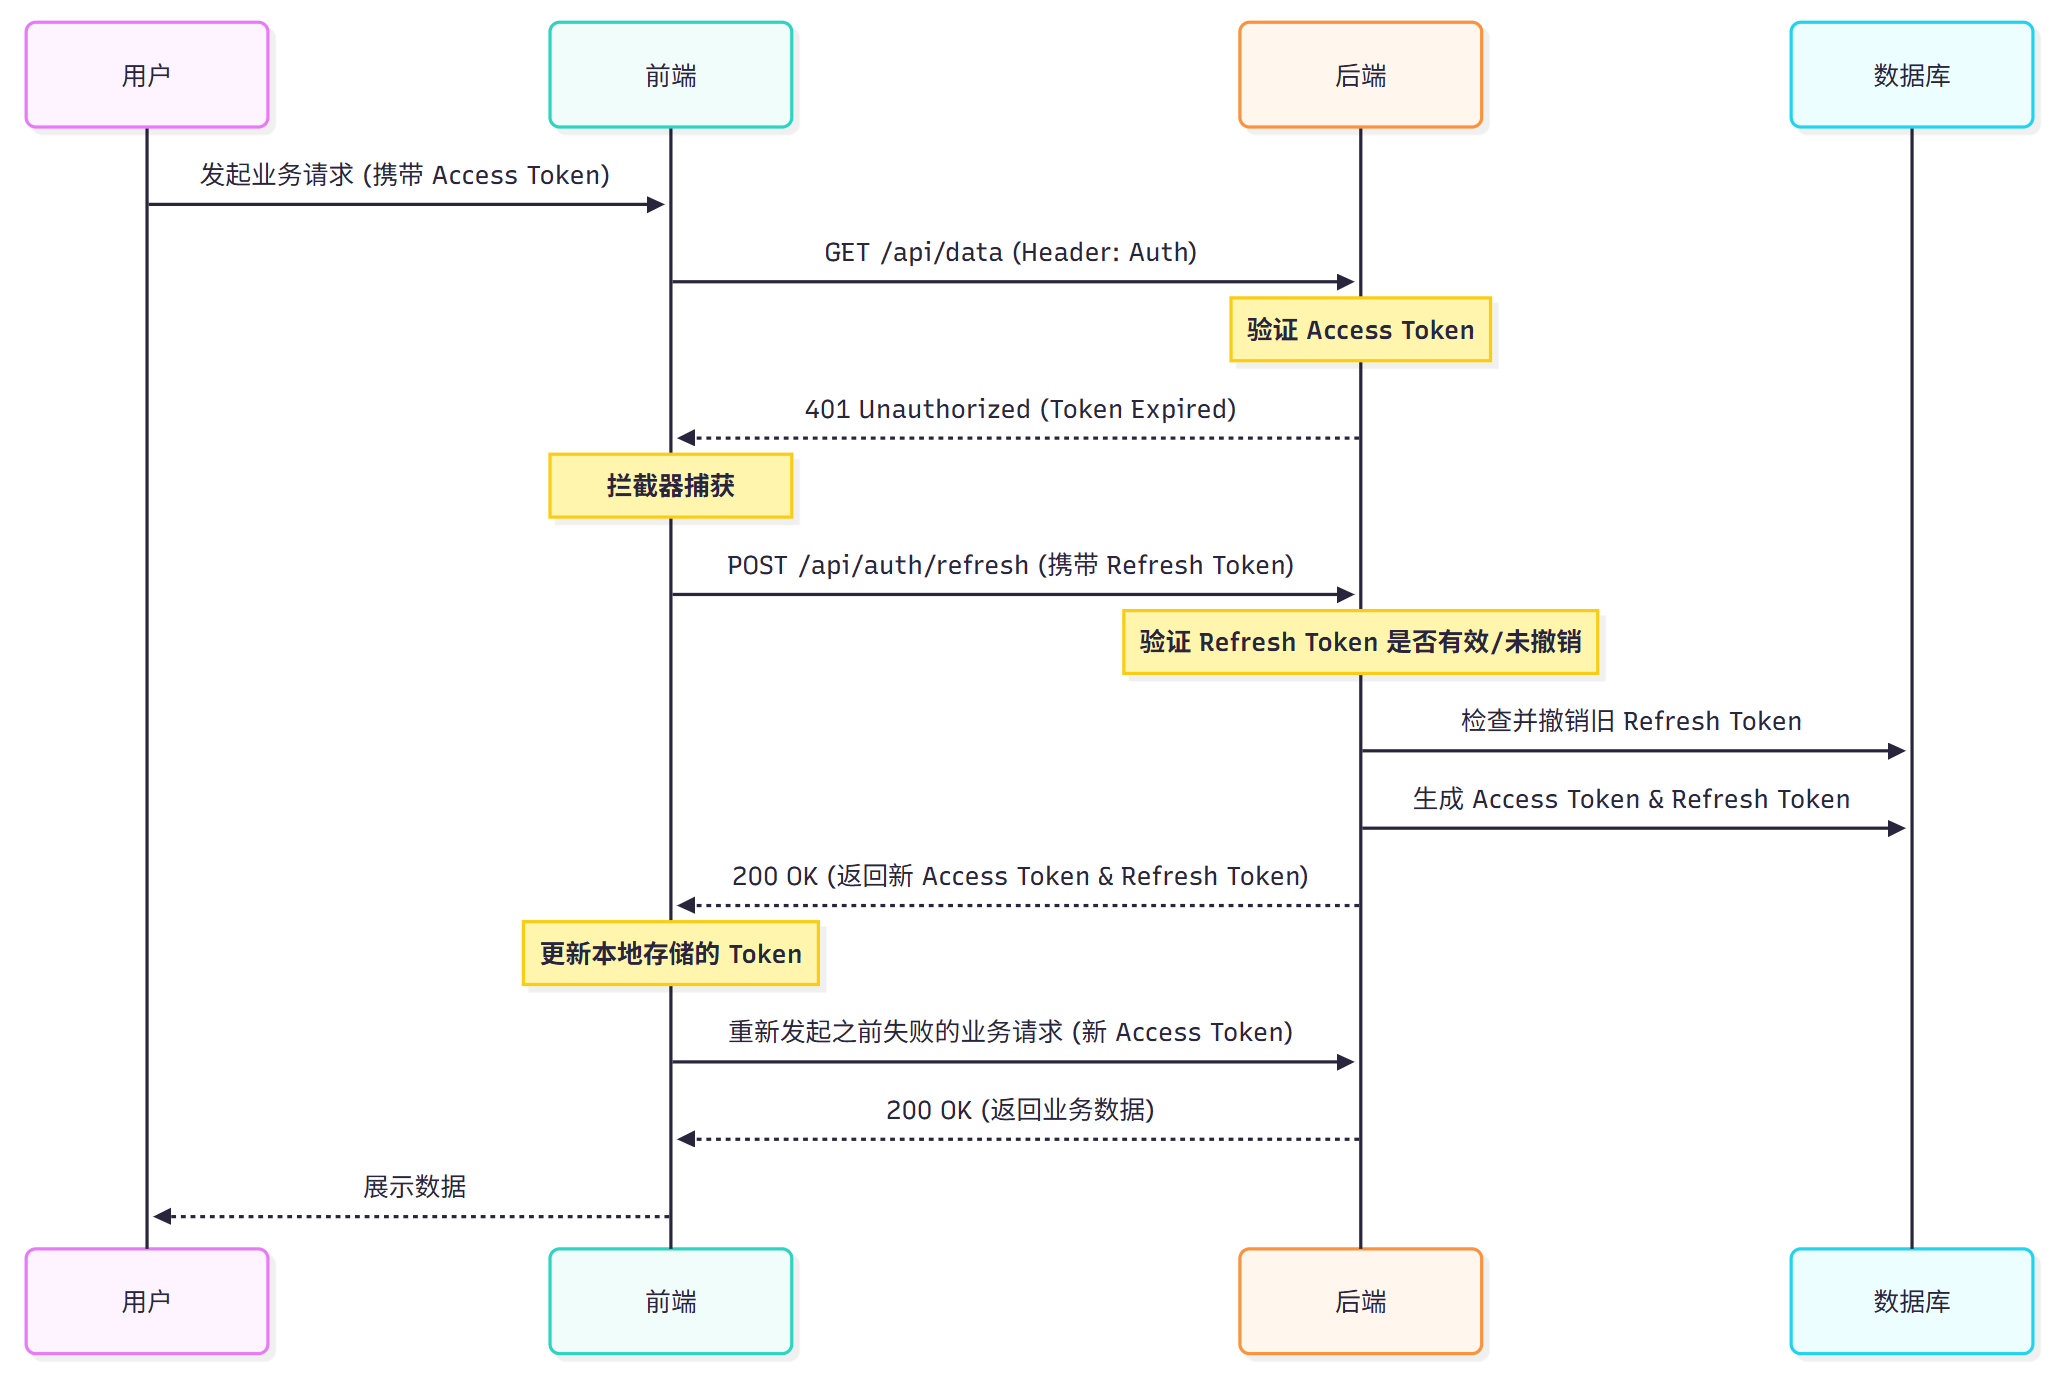 用户
前端
后端
数据库
发起业务请求 (携带 Access Token)
GET /api/data (Header: Auth)
验证 Access Token
401 Unauthorized (Token Expired)
拦截器捕获
POST /api/auth/refresh (携带 Refresh Token)
验证 Refresh Token 是否有效/未撤销
检查并撤销旧 Refresh Token
生成 Access Token & Refresh Token
200 OK (返回新 Access Token & Refresh Token)
更新本地存储的 Token
重新发起之前失败的业务请求 (新 Access Token)
200 OK (返回业务数据)
展示数据
用户
前端
后端
数据库